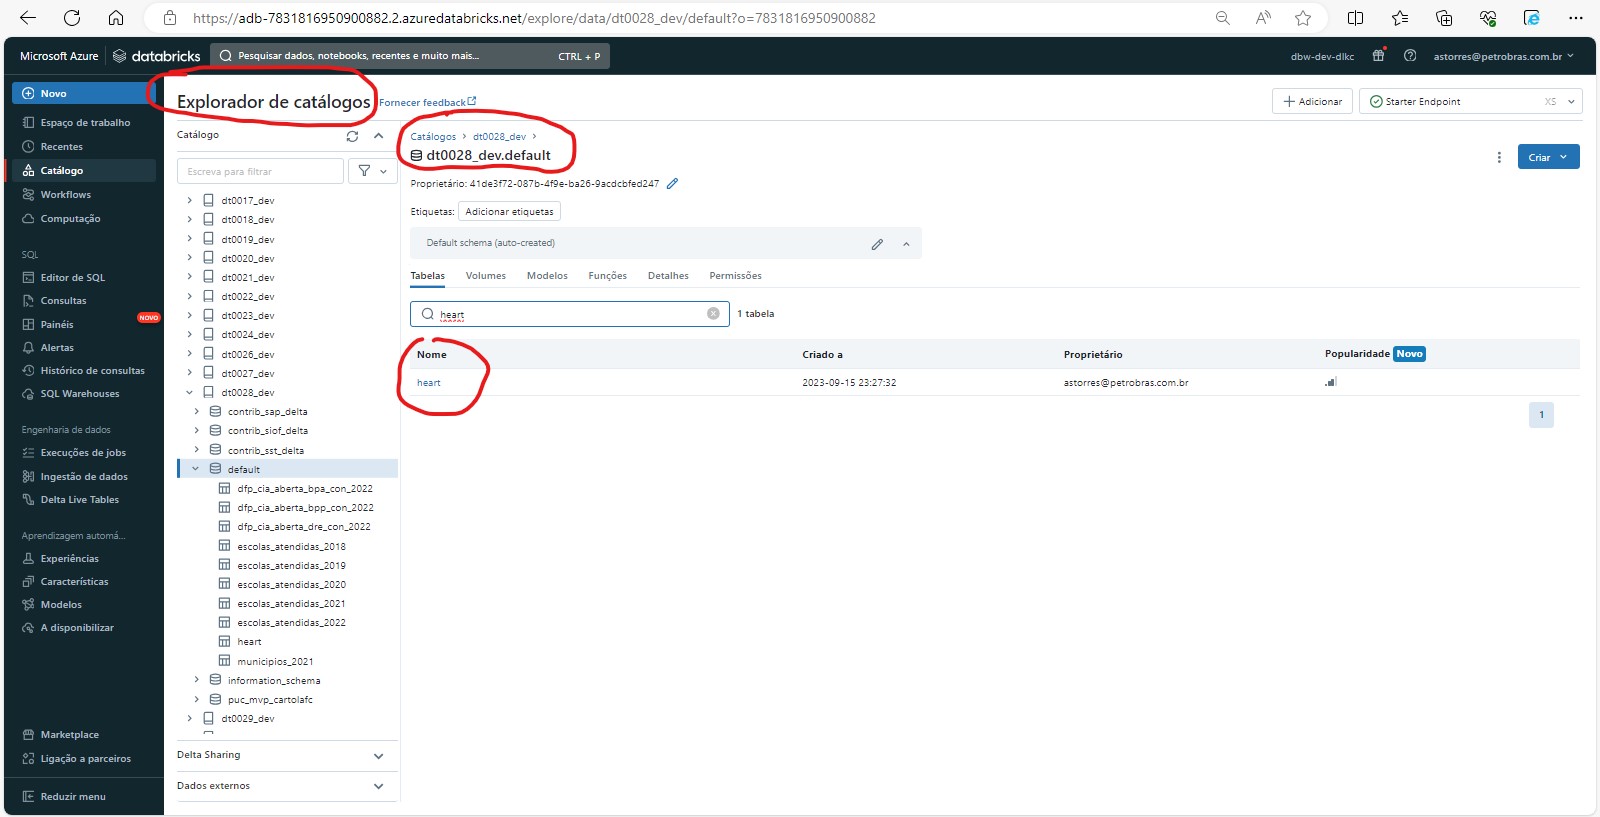 https://adb-7831816950900882.2.azuredatabricks.net/explore/data/dt0028_dev/default?o=7831816950900882
Microsoft Azure
databricks
Pesquisar dados, notebooks, recentes e muito mais...
CTRL + P
dbw-dev-dlkc
astorres@petrobras.com.br
Novo
Espaço de trabalho
Recentes
Catálogo
Workflows
Computação
SQL
Editor de SQL
Consultas
Painéis
NOVO
Alertas
Histórico de consultas
SQL Warehouses
Engenharia de dados
Execuções de jobs
Ingestão de dados
Delta Live Tables
Aprendizagem automá...
Experiências
Características
Modelos
A disponibilizar
Marketplace
Ligação a parceiros
Reduzir menu
Explorador de catálogos
Fornecer feedback
Adicionar
Starter Endpoint
XS
Catálogo
Escreva para filtrar
dt0017_dev
dt0018_dev
dt0019_dev
dt0020_dev
dt0021_dev
dt0022_dev
dt0023_dev
dt0024_dev
dt0026_dev
dt0027_dev
dt0028_dev
contrib_sap_delta
contrib_siof_delta
contrib_sst_delta
default
dfp_cia_aberta_bpa_con_2022
dfp_cia_aberta_bpp_con_2022
dfp_cia_aberta_dre_con_2022
escolas_atendidas_2018
escolas_atendidas_2019
escolas_atendidas_2020
escolas_atendidas_2021
escolas_atendidas_2022
heart
municipios_2021
information_schema
puc_mvp_cartolafc
dt0029_dev
Delta Sharing
Dados externos
Catálogos > dt0028_dev >
dt0028_dev.default
Criar
Proprietário: 41de3f72-087b-4f9e-ba26-9acdcbfed247
Etiquetas: Adicionar etiquetas
Default schema (auto-created)
Tabelas Volumes Modelos Funções Detalhes Permissões
heart
1 tabela
Nome Criado a Proprietário Popularidade Novo
heart 2023-09-15 23:27:32 astorres@petrobras.com.br
1